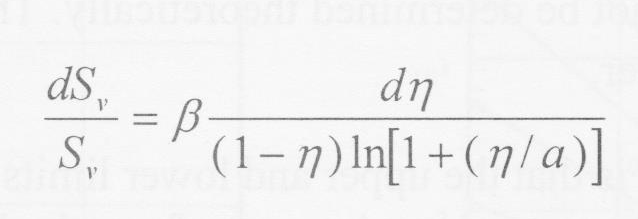 dS_v / S_v = β dη / ((1 − η) ln[1 + (η / a)])